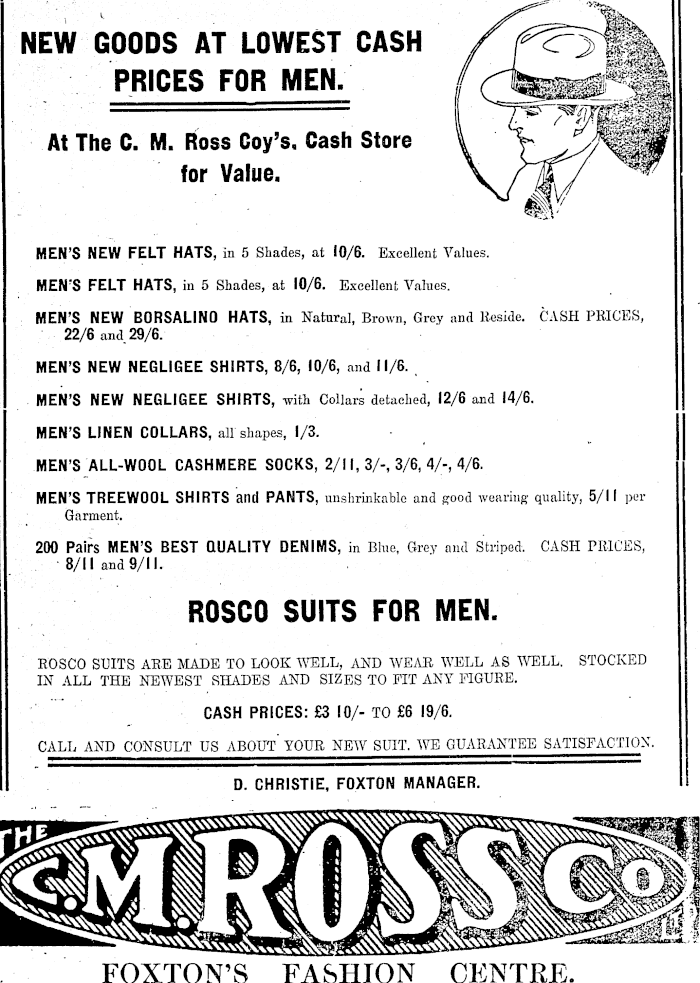 NEW GOODS AT LOWEST CASH
PRICES FOR MEN.
At The C. M. Ross Coy's. Cash Store
for Value.
MEN'S NEW FELT HATS, in 5 Shades, at 10/6. Excellent Values.
MEN'S FELT HATS, in 5 Shades, at 10/6. Excellent Values.
MEN'S NEW BORSALINO HATS, in Natural, Brown, Grey and Reside. CASH PRICES,
22/6 and 29/6.
MEN'S NEW NEGLIGEE SHIRTS, 8/6, 10/6, and 11/6.
MEN'S NEW NEGLIGEE SHIRTS, with Collars detached, 12/6 and 14/6.
MEN'S LINEN COLLARS, all shapes, 1/3.
MEN'S ALL-WOOL CASHMERE SOCKS, 2/11, 3/-, 3/6, 4/-, 4/6.
MEN'S TREEWOOL SHIRTS and PANTS, unshrinkable and good wearing quality, 5/11 per
Garment.
200 Pairs MEN'S BEST QUALITY DENIMS, in Blue, Grey and Striped. CASH PRICES,
8/11 and 9/11.
ROSCO SUITS FOR MEN.
ROSCO SUITS ARE MADE TO LOOK WELL, AND WEAR WELL AS WELL. STOCKED
IN ALL THE NEWEST SHADES AND SIZES TO FIT ANY FIGURE.
CASH PRICES: £3 10/- TO £6 19/6.
CALL AND CONSULT US ABOUT YOUR NEW SUIT. WE GUARANTEE SATISFACTION.
D. CHRISTIE, FOXTON MANAGER.
THE
C.M. ROSS Co
FOXTON'S FASHION CENTRE.